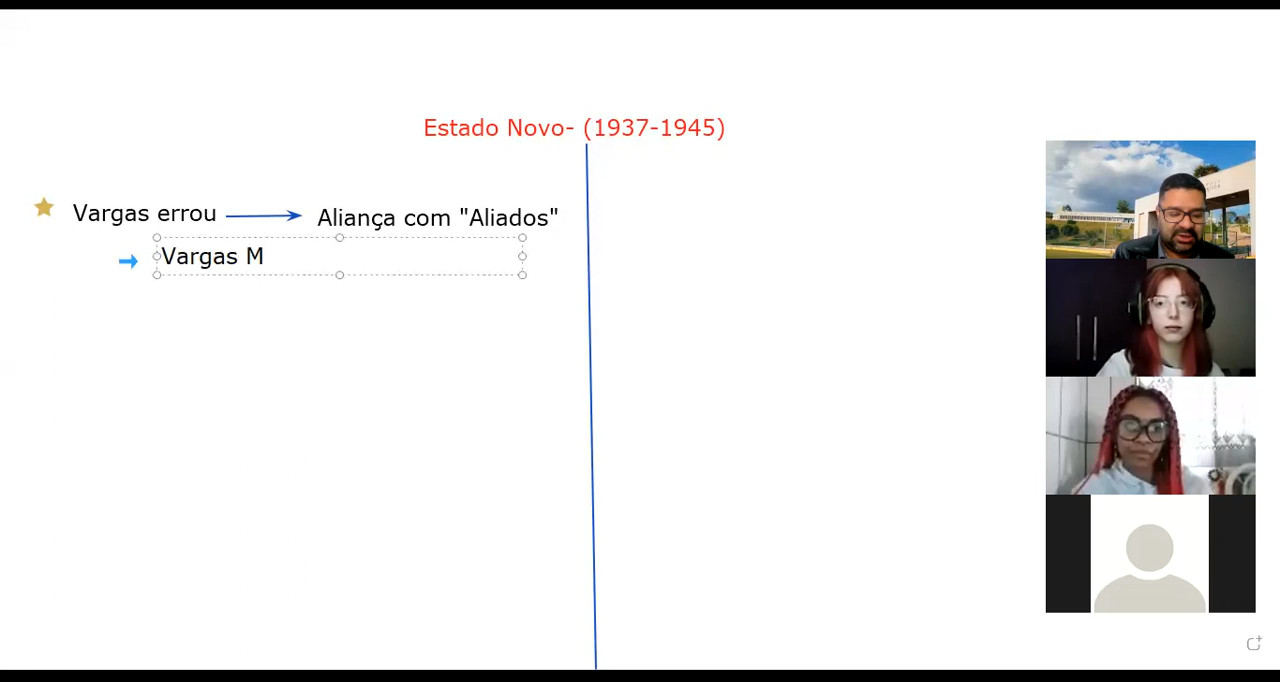 Estado Novo- (1937-1945)
Vargas errou
Aliança com "Aliados"
Vargas M